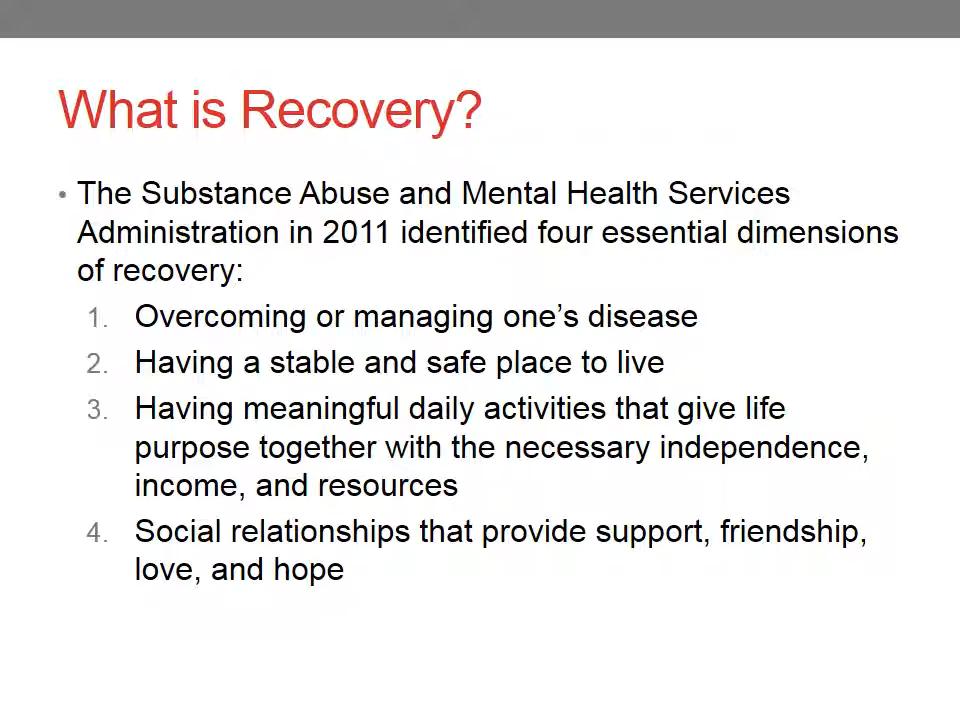 What is Recovery?
• The Substance Abuse and Mental Health Services
Administration in 2011 identified four essential dimensions
of recovery:
1. Overcoming or managing one’s disease
2. Having a stable and safe place to live
3. Having meaningful daily activities that give life
purpose together with the necessary independence,
income, and resources
4. Social relationships that provide support, friendship,
love, and hope